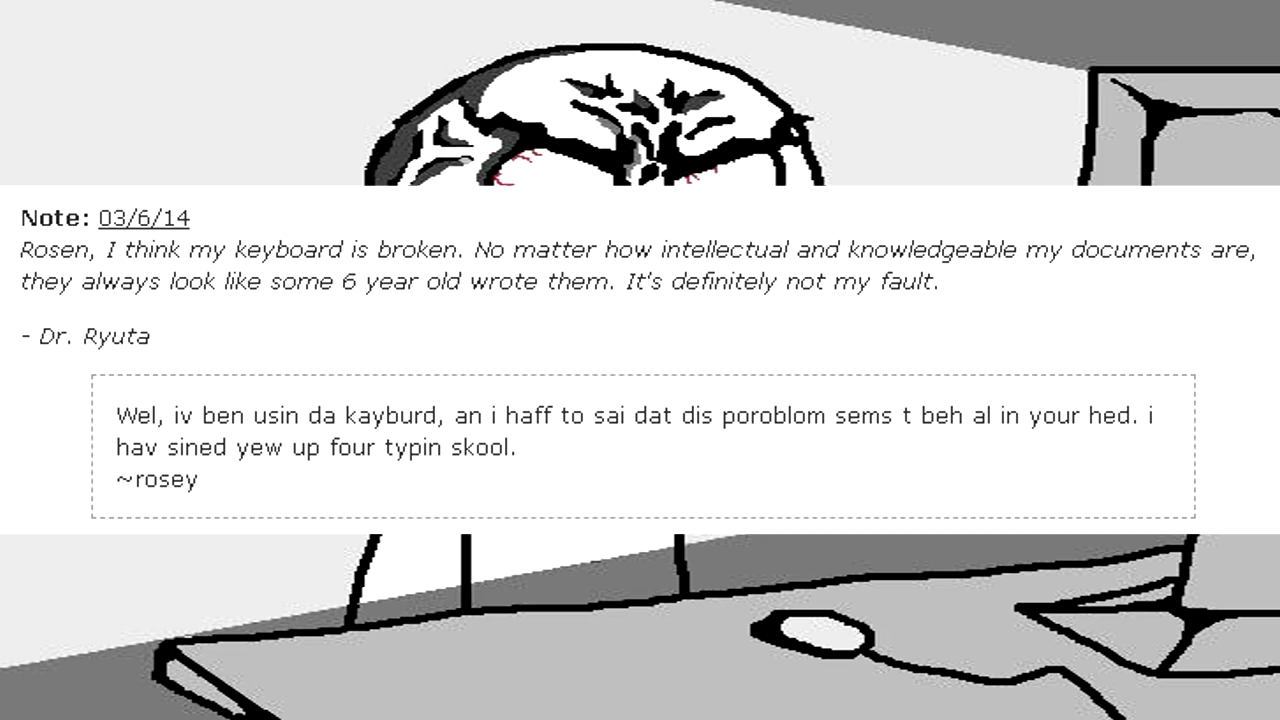 Note: 03/6/14
Rosen, I think my keyboard is broken. No matter how intellectual and knowledgeable my documents are,
they always look like some 6 year old wrote them. It's definitely not my fault.
- Dr. Ryuta
Wel, iv ben usin da kayburd, an i haff to sai dat dis poroblom sems t beh al in your hed. i
hav sined yew up four typin skool.
~rosey